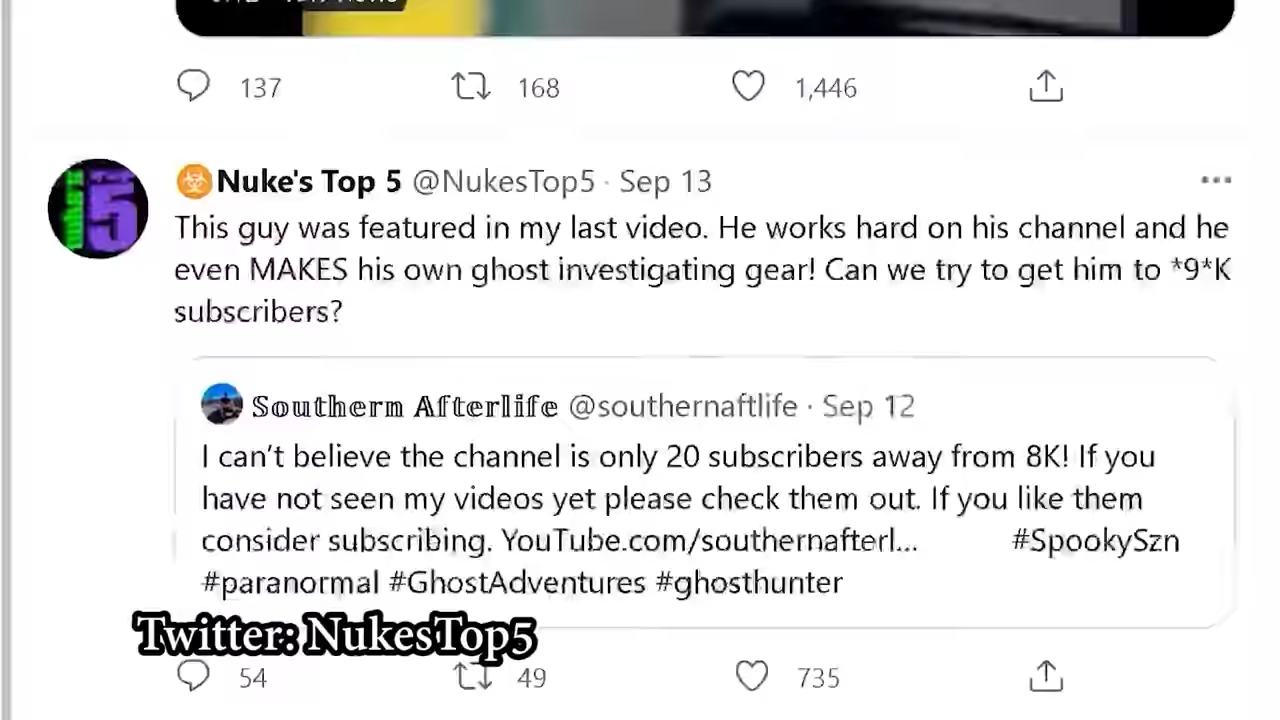 137 168 1,446
Nuke's Top 5 @NukesTop5 · Sep 13
This guy was featured in my last video. He works hard on his channel and he
even MAKES his own ghost investigating gear! Can we try to get him to *9*K
subscribers?
Southern Afterlife @southernaftlife · Sep 12
I can't believe the channel is only 20 subscribers away from 8K! If you
have not seen my videos yet please check them out. If you like them
consider subscribing. YouTube.com/southernafterl... #SpookySzn
#paranormal #GhostAdventures #ghosthunter
Twitter: NukesTop5
54 49 735